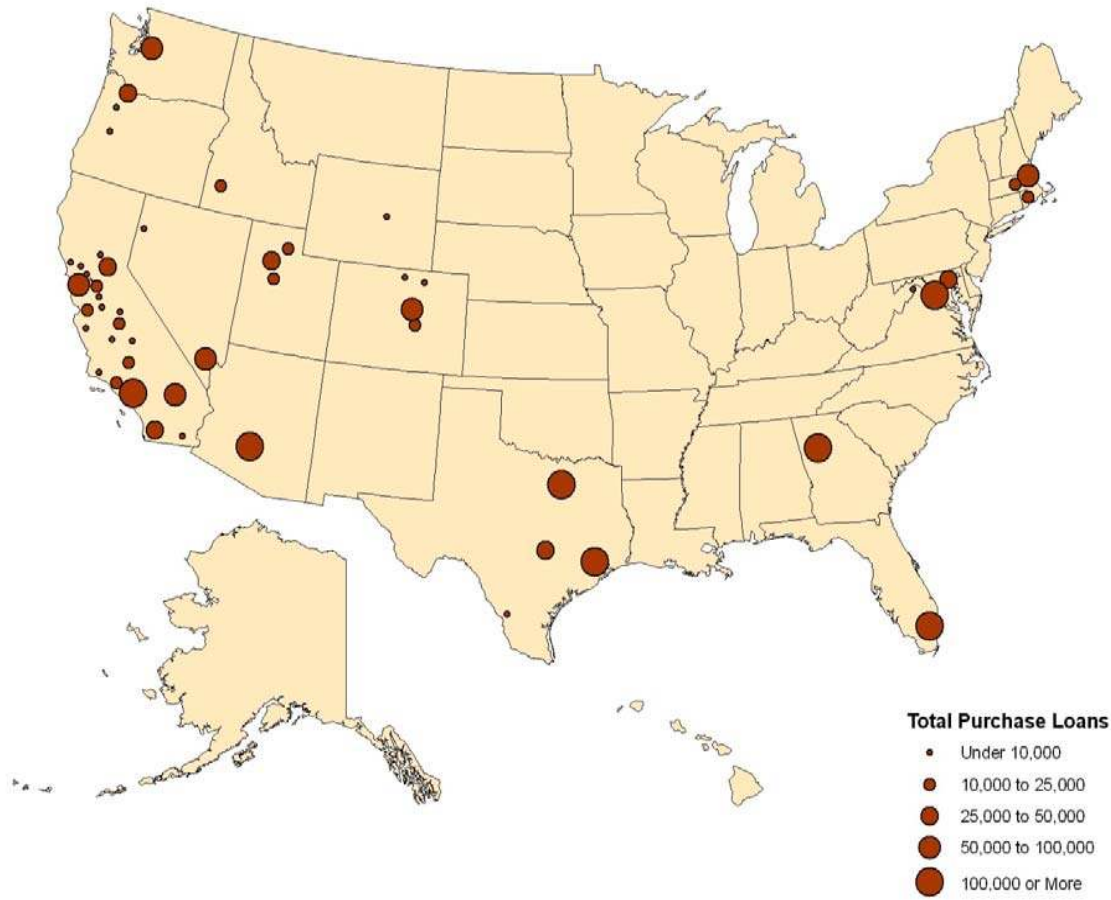 Total Purchase Loans
Under 10,000
10,000 to 25,000
25,000 to 50,000
50,000 to 100,000
100,000 or More